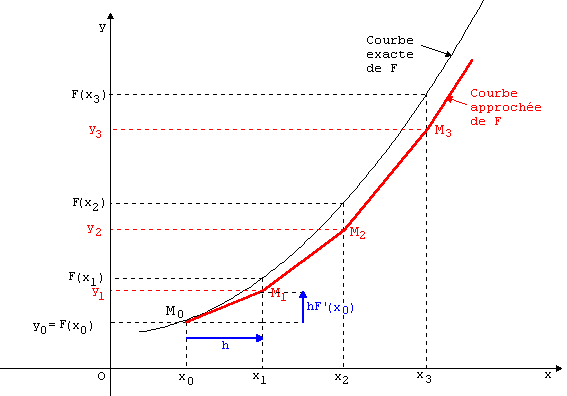 y
Courbe
exacte
de F
F(x₃)
Courbe
approchée
de F
y₃
M₃
F(x₂)
y₂
M₂
F(x₁)
y₁
M₁
hF'(x₀)
M₀
y₀=F(x₀)
h
O
x₀
x₁
x₂
x₃
x